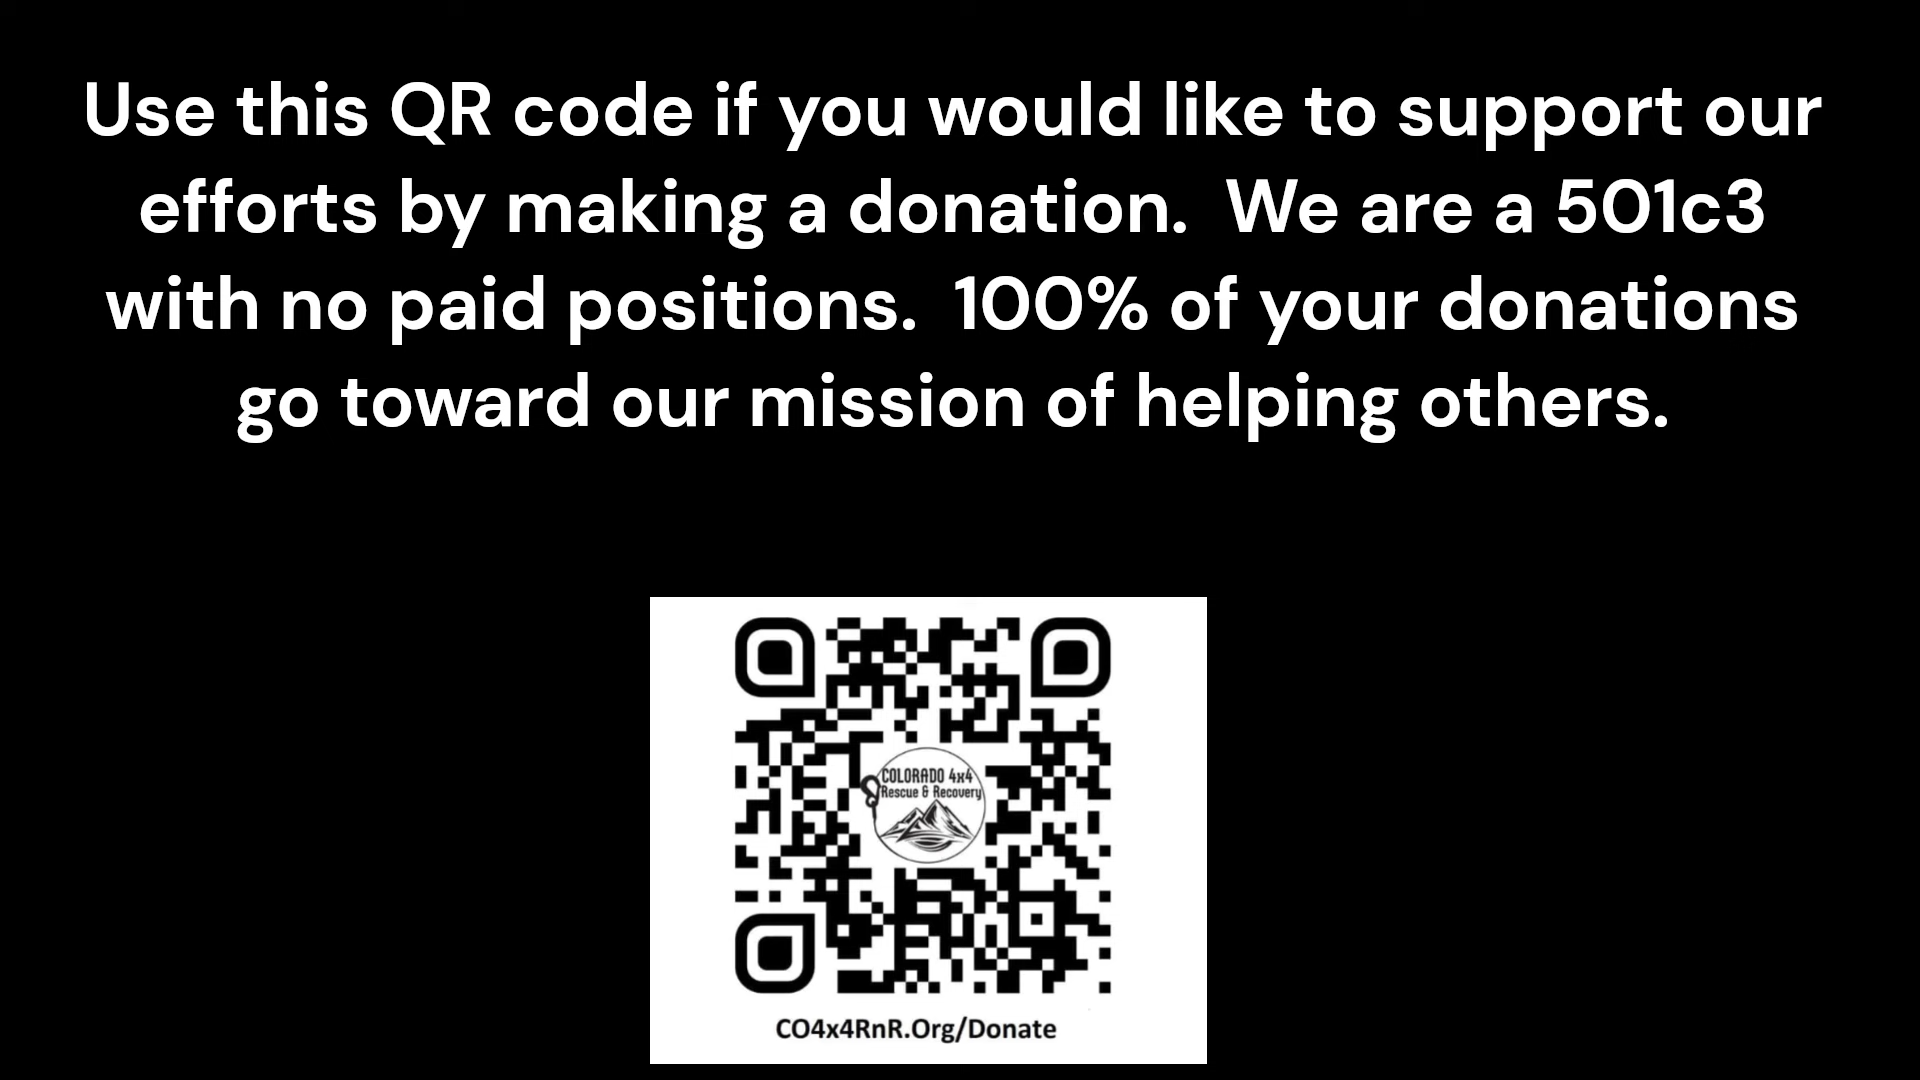 Use this QR code if you would like to support our
efforts by making a donation.  We are a 501c3
with no paid positions.  100% of your donations
go toward our mission of helping others.
COLORADO 4x4
Rescue & Recovery
CO4x4RnR.Org/Donate